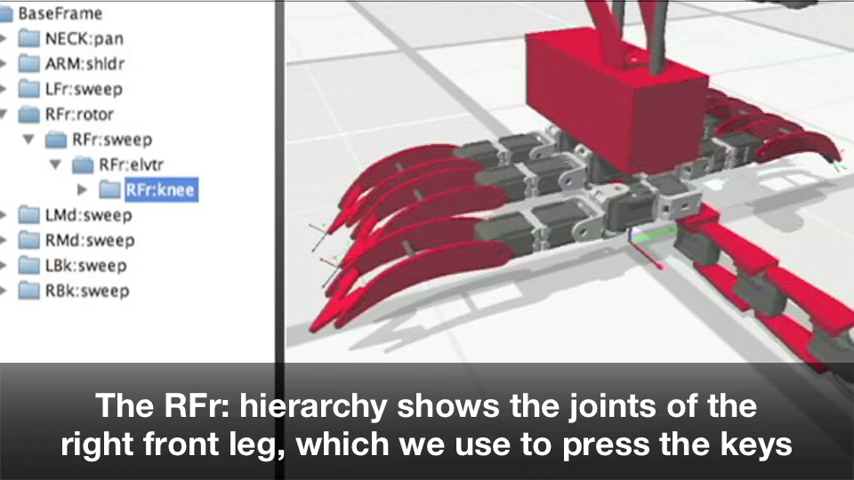 BaseFrame
NECK:pan
ARM:shldr
LFr:sweep
RFr:rotor
RFr:sweep
RFr:elvtr
RFr:knee
LMd:sweep
RMd:sweep
LBk:sweep
RBk:sweep
The RFr: hierarchy shows the joints of the
right front leg, which we use to press the keys